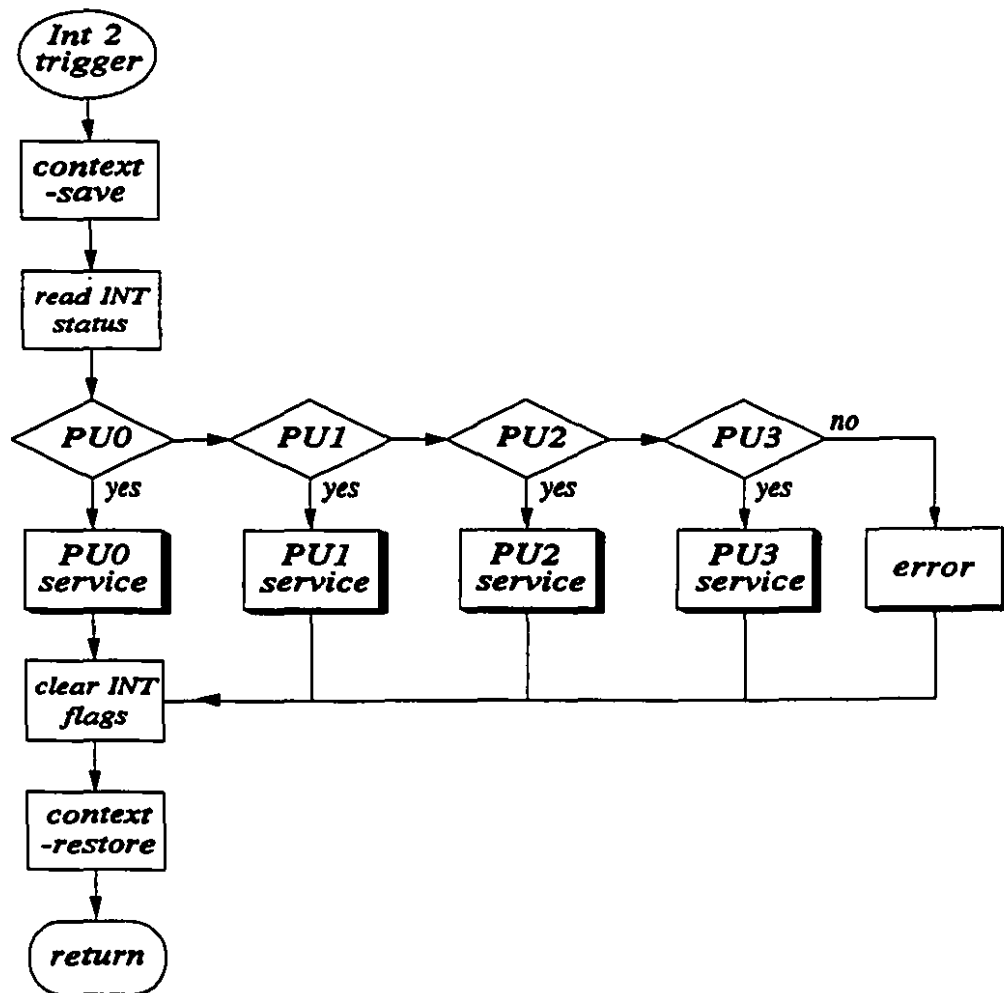 Int 2
trigger
context
-save
read INT
status
PU0
PU1
PU2
PU3
no
yes
yes
yes
yes
PU0
service
PU1
service
PU2
service
PU3
service
error
clear INT
flags
context
-restore
return